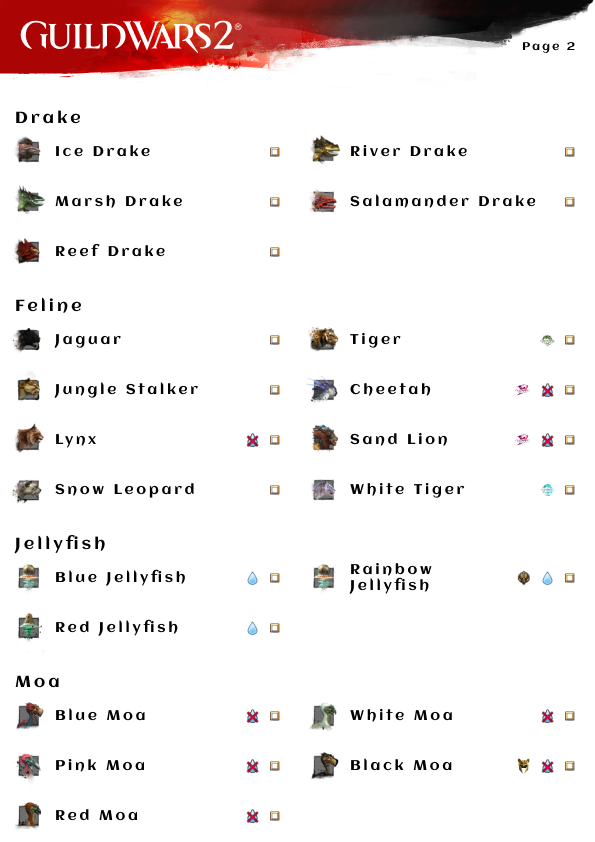 GUILDWARS2®
Page 2
Drake
Ice Drake
River Drake
Marsh Drake
Salamander Drake
Reef Drake
Feline
Jaguar
Tiger
Jungle Stalker
Cheetah
Lynx
Sand Lion
Snow Leopard
White Tiger
Jellyfish
Blue Jellyfish
Rainbow
Jellyfish
Red Jellyfish
Moa
Blue Moa
White Moa
Pink Moa
Black Moa
Red Moa